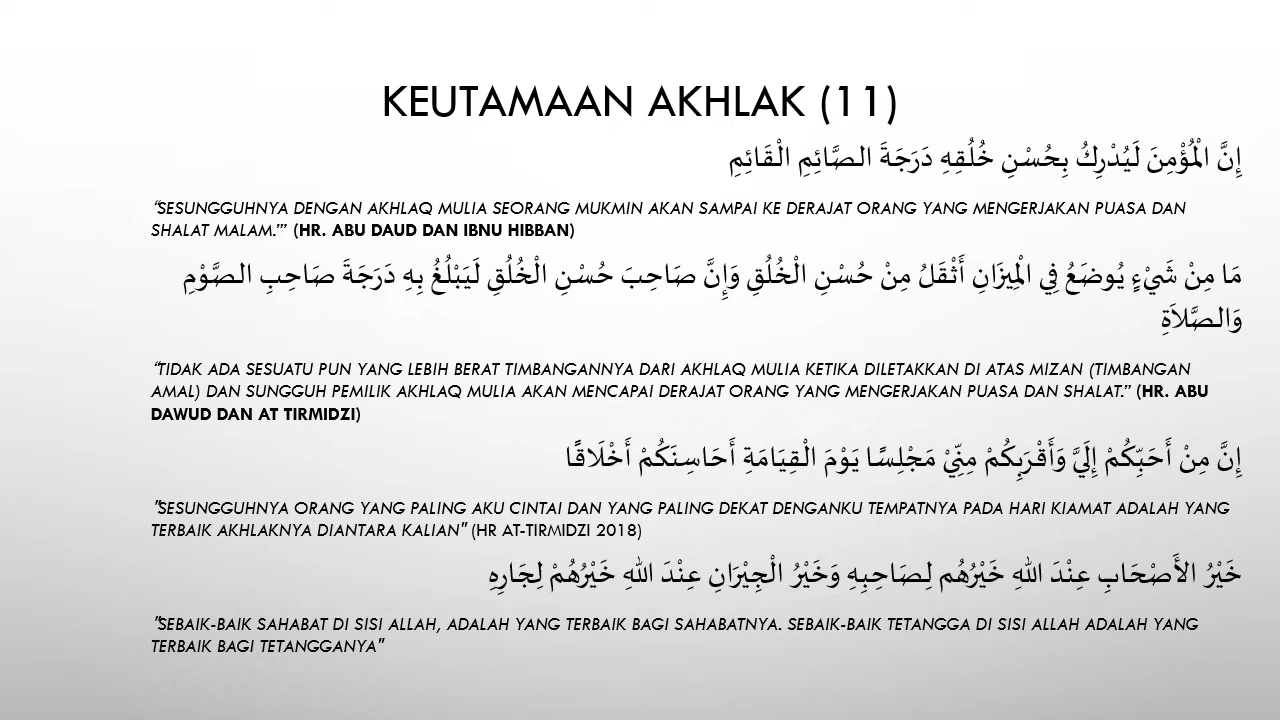 KEUTAMAAN AKHLAK (11)
إِنَّ الْمُؤْمِنَ لَيُدْرِكُ بِحُسْنِ خُلُقِهِ دَرَجَةَ الصَّائِمِ الْقَائِمِ
"SESUNGGUHNYA DENGAN AKHLAQ MULIA SEORANG MUKMIN AKAN SAMPAI KE DERAJAT ORANG YANG MENGERJAKAN PUASA DAN
SHALAT MALAM.'" (HR. ABU DAUD DAN IBNU HIBBAN)
مَا مِنْ شَيْءٍ يُوضَعُ فِي الْمِيزَانِ أَثْقَلُ مِنْ حُسْنِ الْخُلُقِ وَإِنَّ صَاحِبَ حُسْنِ الْخُلُقِ لَيَبْلُغُ بِهِ دَرَجَةَ صَاحِبِ الصَّوْمِ
وَالصَّلاَةِ
"TIDAK ADA SESUATU PUN YANG LEBIH BERAT TIMBANGANNYA DARI AKHLAQ MULIA KETIKA DILETAKKAN DI ATAS MIZAN (TIMBANGAN
AMAL) DAN SUNGGUH PEMILIK AKHLAQ MULIA AKAN MENCAPAI DERAJAT ORANG YANG MENGERJAKAN PUASA DAN SHALAT." (HR. ABU
DAWUD DAN AT TIRMIDZI)
إِنَّ مِنْ أَحَبِّكُمْ إِلَيَّ وَأَقْرَبِكُمْ مِنِّيْ مَجْلِسًا يَوْمَ الْقِيَامَةِ أَحَاسِنَكُمْ أَخْلَاقًا
"SESUNGGUHNYA ORANG YANG PALING AKU CINTAI DAN YANG PALING DEKAT DENGANKU TEMPATNYA PADA HARI KIAMAT ADALAH YANG
TERBAIK AKHLAKNYA DIANTARA KALIAN" (HR AT-TIRMIDZI 2018)
خَيْرُ الأَصْحَابِ عِنْدَ اللهِ خَيْرُهُم لِصَاحِبِهِ وَخَيْرُ الْجِيْرَانِ عِنْدَ اللهِ خَيْرُهُمْ لِجَارِهِ
"SEBAIK-BAIK SAHABAT DI SISI ALLAH, ADALAH YANG TERBAIK BAGI SAHABATNYA. SEBAIK-BAIK TETANGGA DI SISI ALLAH ADALAH YANG
TERBAIK BAGI TETANGGANYA"